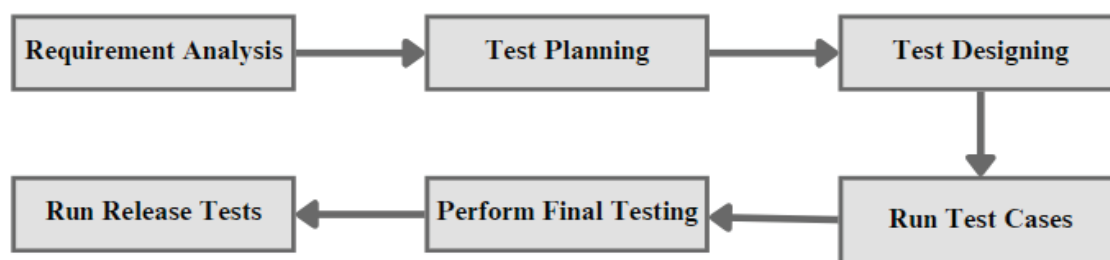 Requirement Analysis
Test Planning
Test Designing
Run Test Cases
Perform Final Testing
Run Release Tests